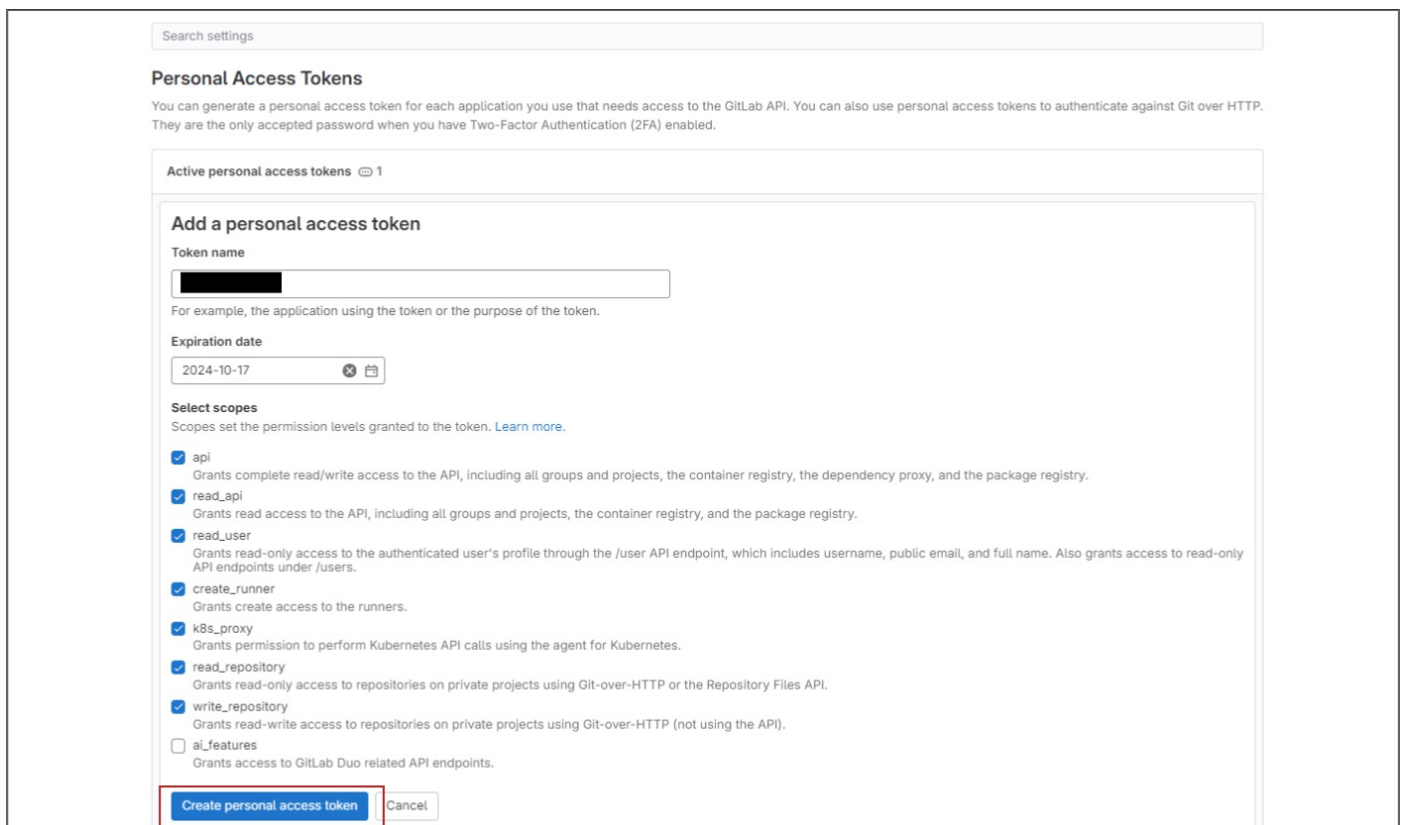 Search settings
Personal Access Tokens
You can generate a personal access token for each application you use that needs access to the GitLab API. You can also use personal access tokens to authenticate against Git over HTTP.
They are the only accepted password when you have Two-Factor Authentication (2FA) enabled.
Active personal access tokens 1
Add a personal access token
Token name
For example, the application using the token or the purpose of the token.
Expiration date
2024-10-17
Select scopes
Scopes set the permission levels granted to the token. Learn more.
api
Grants complete read/write access to the API, including all groups and projects, the container registry, the dependency proxy, and the package registry.
read_api
Grants read access to the API, including all groups and projects, the container registry, and the package registry.
read_user
Grants read-only access to the authenticated user's profile through the /user API endpoint, which includes username, public email, and full name. Also grants access to read-only
API endpoints under /users.
create_runner
Grants create access to the runners.
k8s_proxy
Grants permission to perform Kubernetes API calls using the agent for Kubernetes.
read_repository
Grants read-only access to repositories on private projects using Git-over-HTTP or the Repository Files API.
write_repository
Grants read-write access to repositories on private projects using Git-over-HTTP (not using the API).
ai_features
Grants access to GitLab Duo related API endpoints.
Create personal access token Cancel